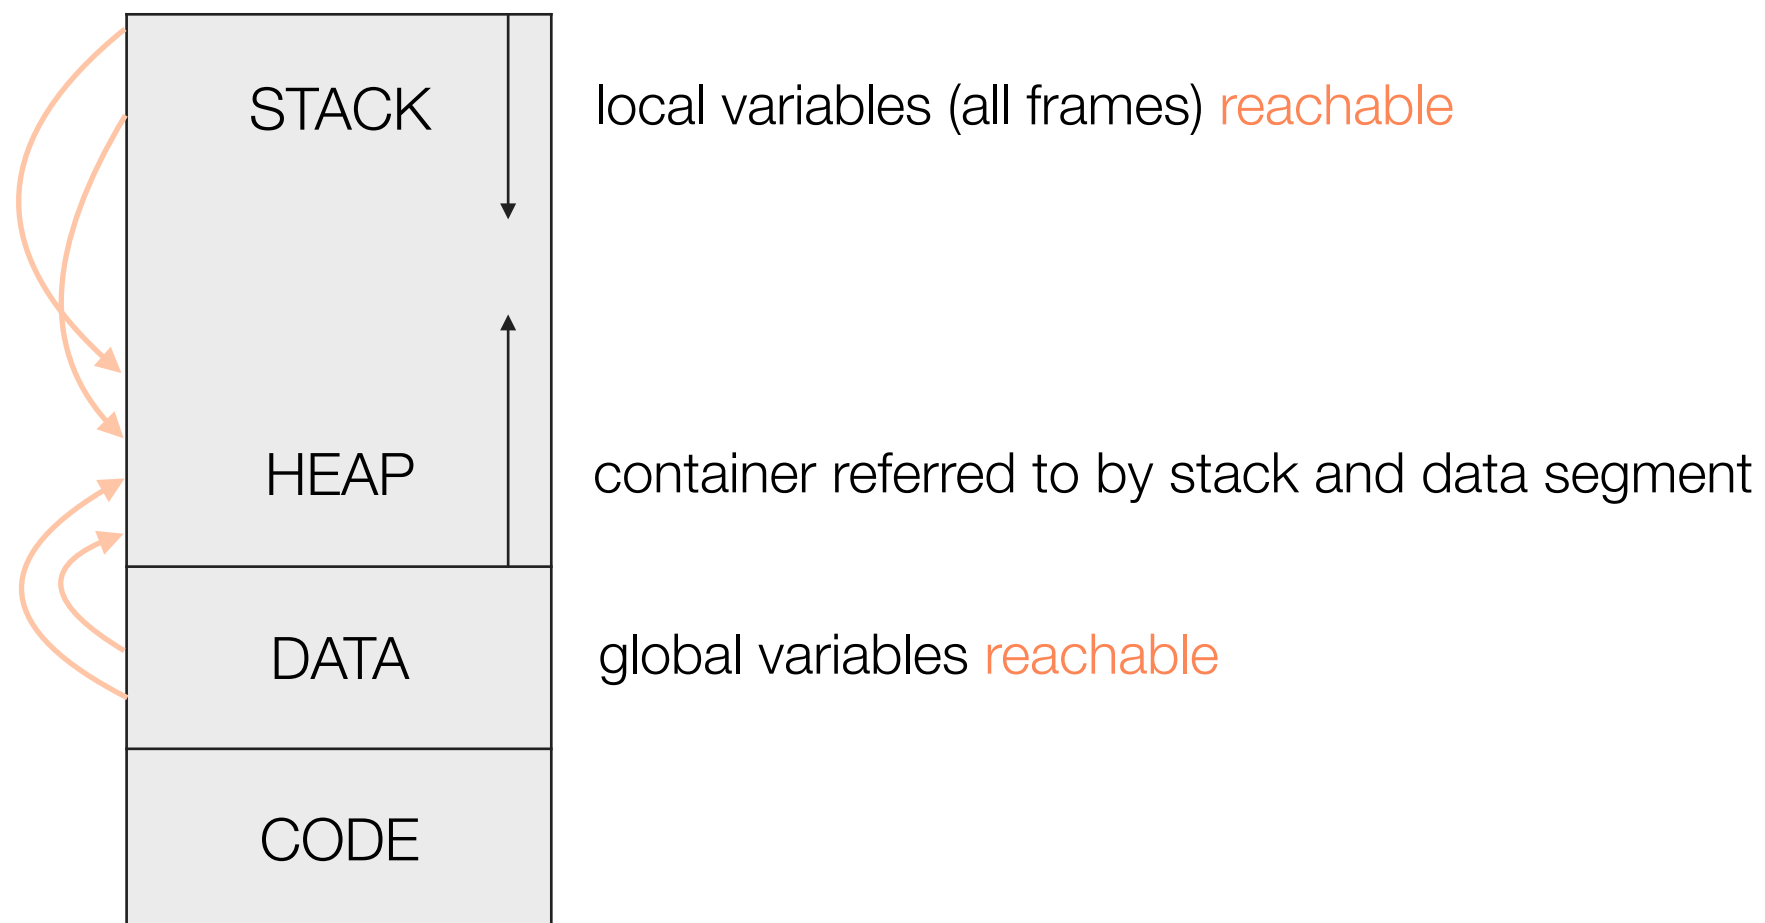 STACK local variables (all frames) reachable
HEAP container referred to by stack and data segment
DATA global variables reachable
CODE